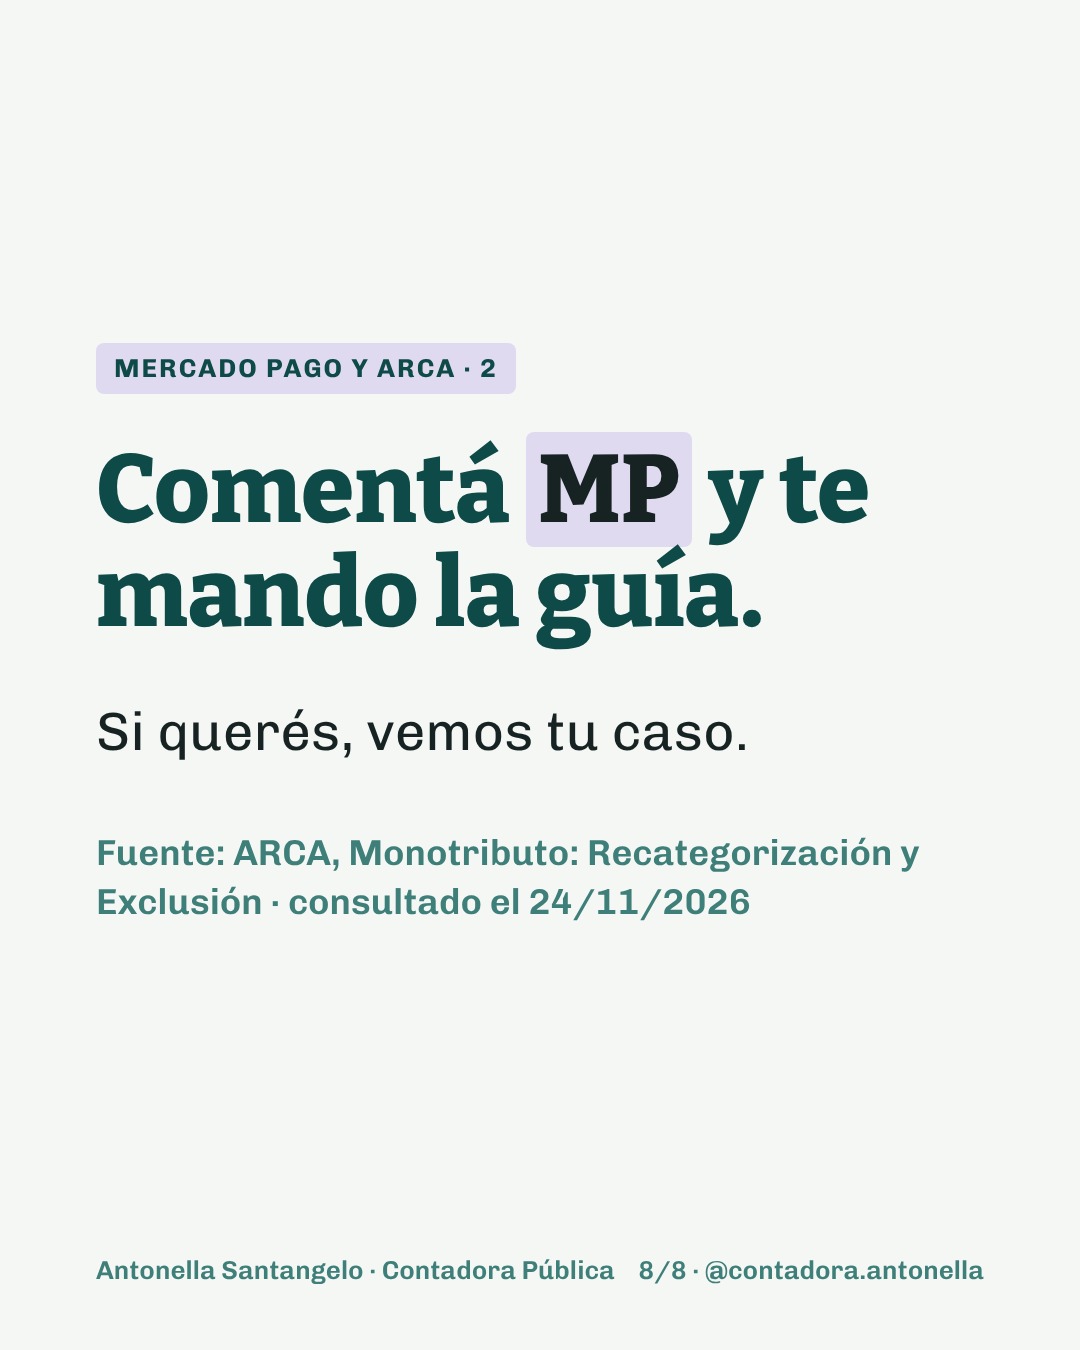 MERCADO PAGO Y ARCA · 2
Comentá MP y te
mando la guía.
Si querés, vemos tu caso.
Fuente: ARCA, Monotributo: Recategorización y
Exclusión · consultado el 24/11/2026
Antonella Santangelo · Contadora Pública 8/8 · @contadora.antonella